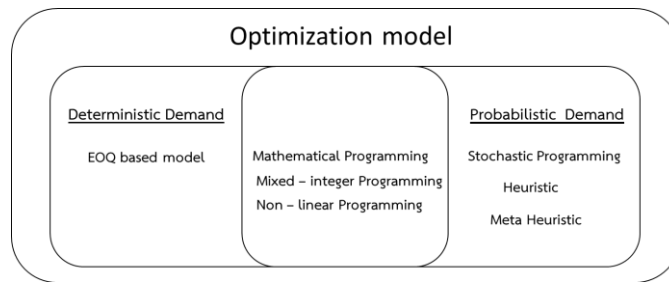 Optimization model
Deterministic Demand
EOQ based model
Mathematical Programming
Mixed – integer Programming
Non – linear Programming
Probabilistic Demand
Stochastic Programming
Heuristic
Meta Heuristic